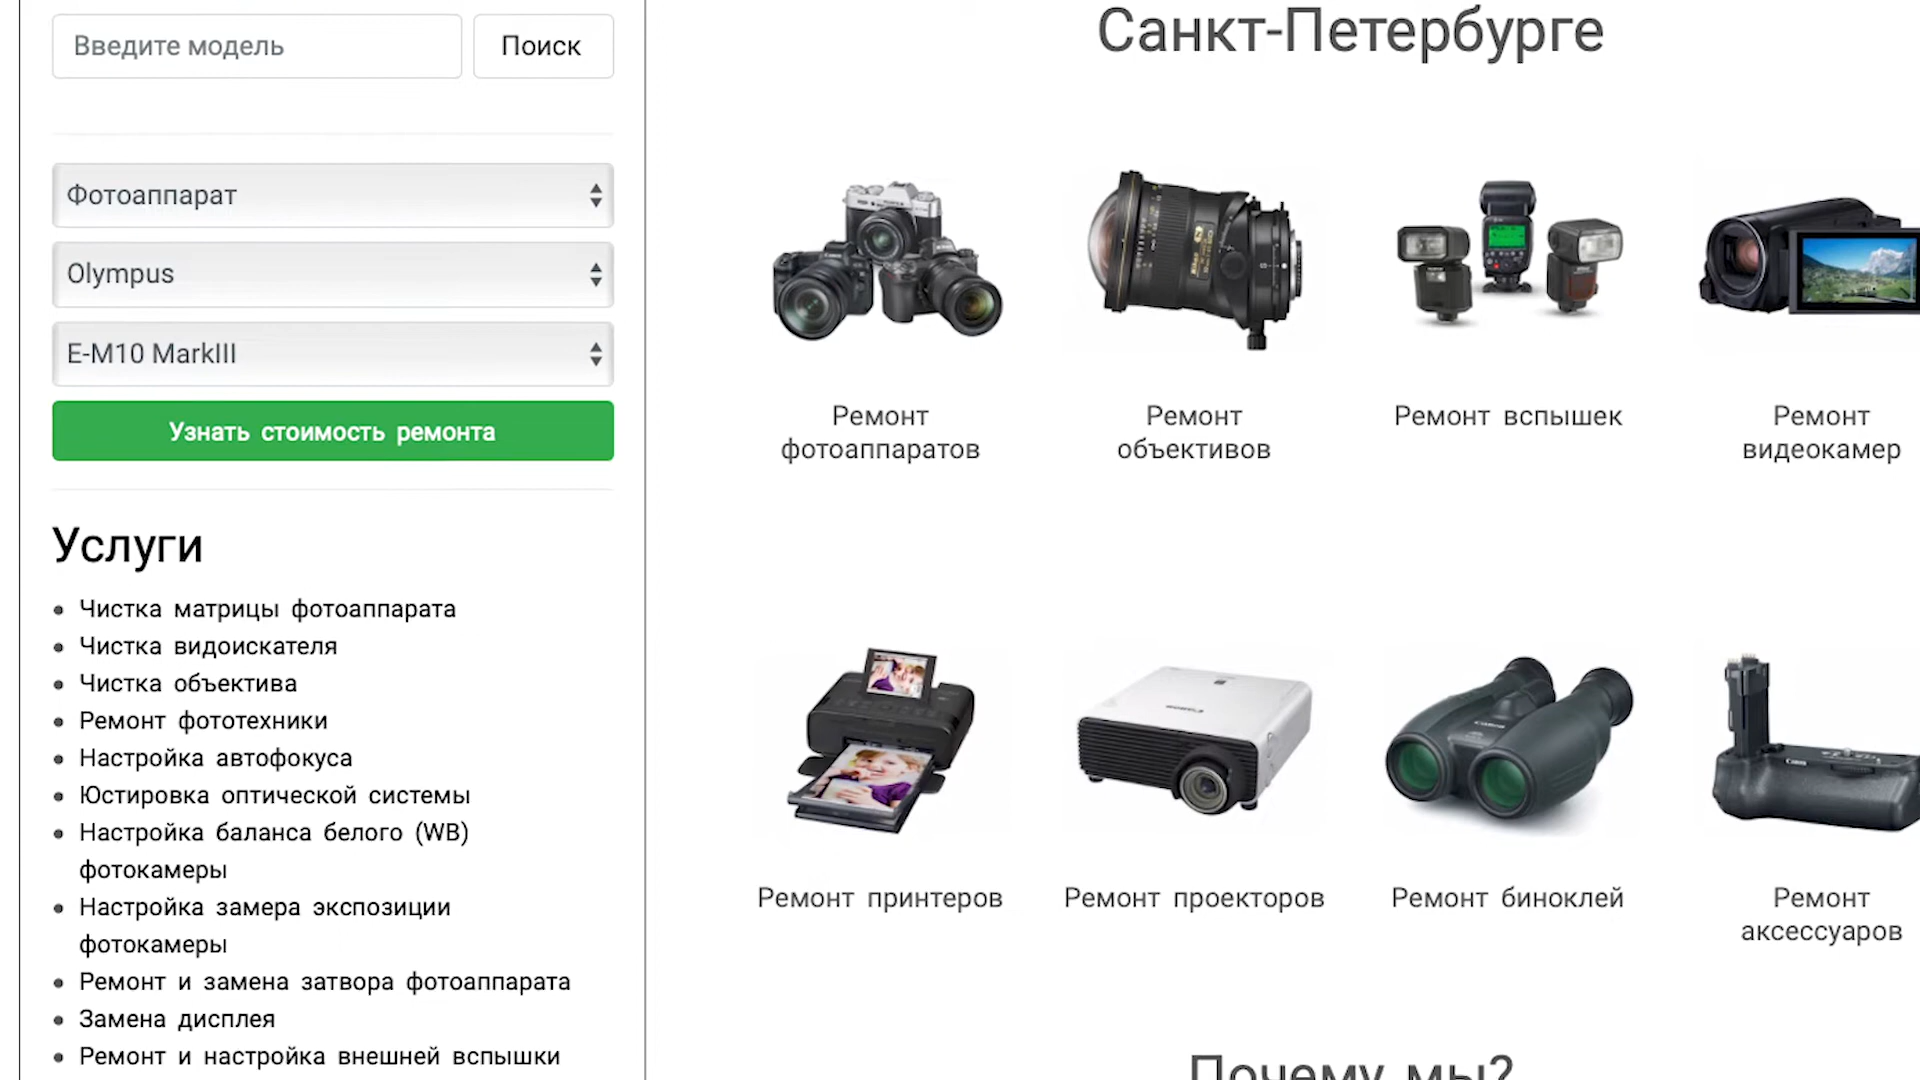 Введите модель
Поиск
Фотоаппарат
Olympus
E-M10 MarkIII
Узнать стоимость ремонта
Услуги
Чистка матрицы фотоаппарата
Чистка видоискателя
Чистка объектива
Ремонт фототехники
Настройка автофокуса
Юстировка оптической системы
Настройка баланса белого (WB)
фотокамеры
Настройка замера экспозиции
фотокамеры
Ремонт и замена затвора фотоаппарата
Замена дисплея
Ремонт и настройка внешней вспышки
Санкт-Петербурге
Ремонт
фотоаппаратов
Ремонт
объективов
Ремонт вспышек
Ремонт
видеокамер
Ремонт принтеров
Ремонт проекторов
Ремонт биноклей
Ремонт
аксессуаров
Почему мы?